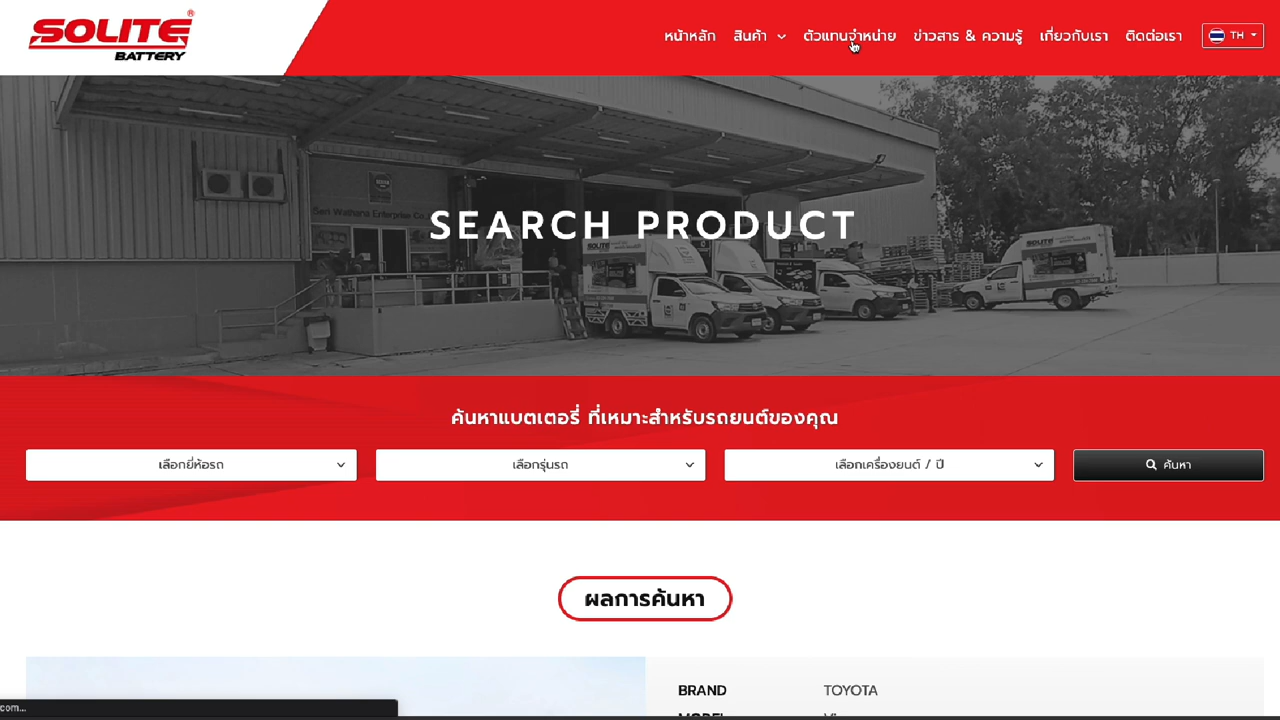 SOLITE®
BATTERY
หน้าหลัก สินค้า ตัวแทนจำหน่าย ข่าวสาร & ความรู้ เกี่ยวกับเรา ติดต่อเรา TH
SEARCH PRODUCT
ค้นหาแบตเตอรี่ ที่เหมาะสำหรับรถยนต์ของคุณ
เลือกยี่ห้อรถ เลือกรุ่นรถ เลือกเครื่องยนต์ / ปี ค้นหา
ผลการค้นหา
BRAND TOYOTA
MODEL
com...